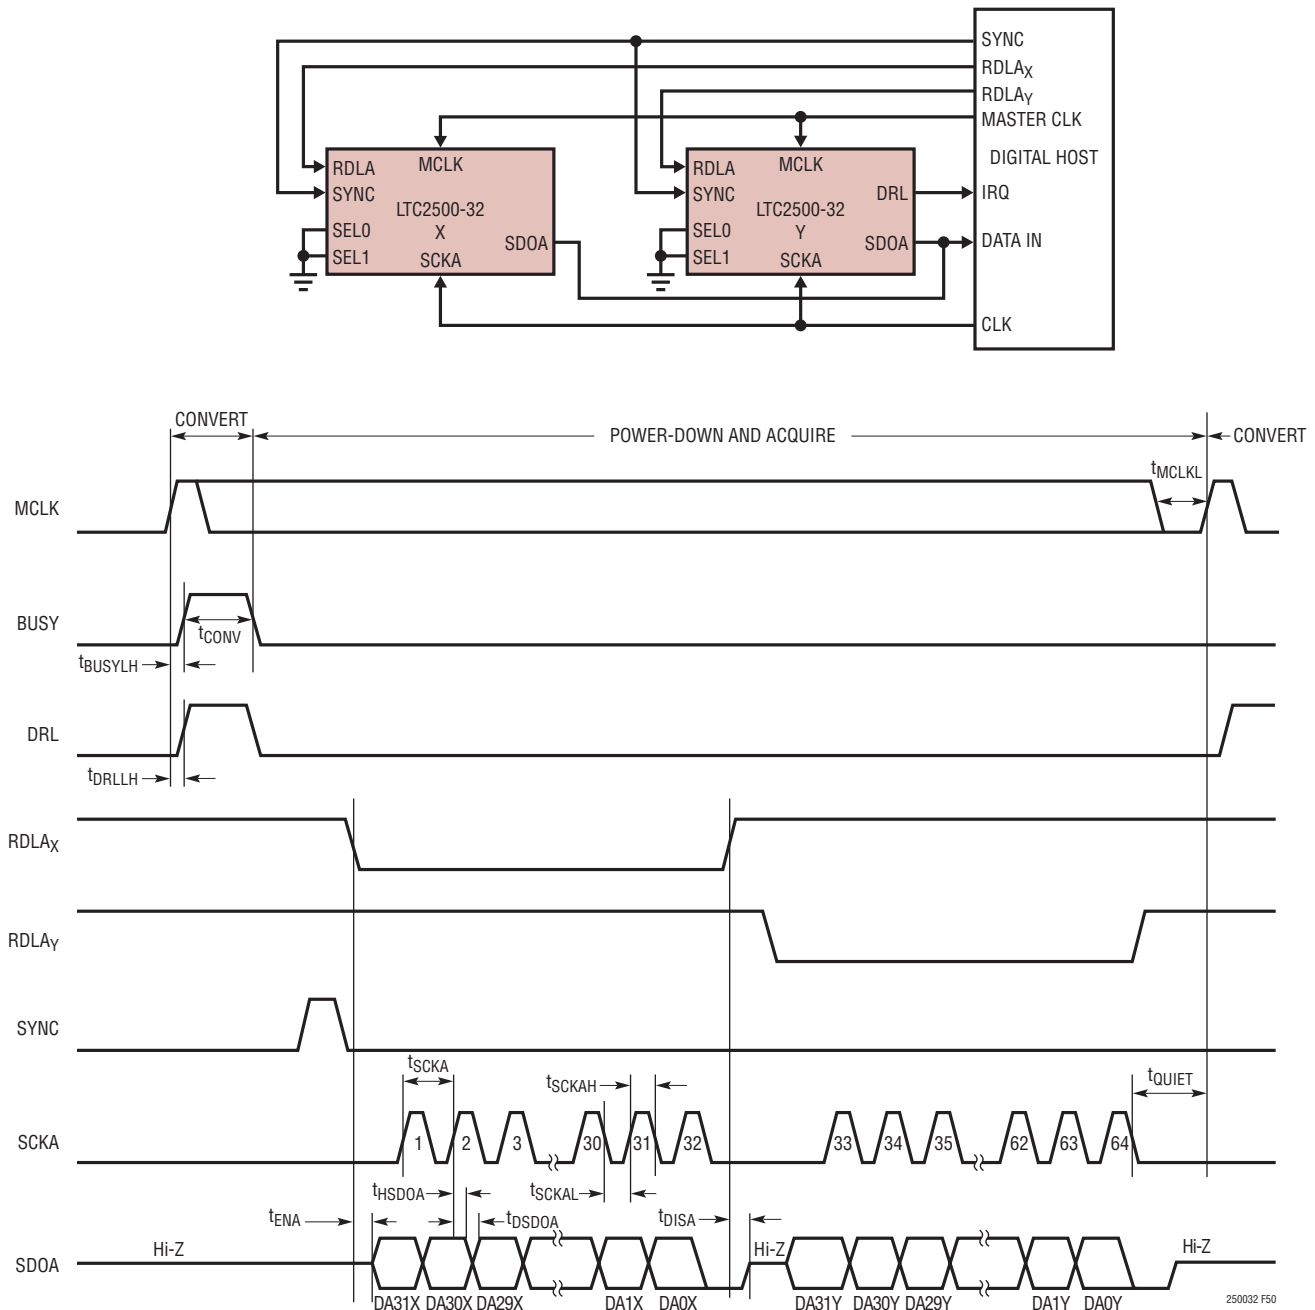 SYNC
RDLAX
RDLAY
MASTER CLK
DIGITAL HOST
IRQ
DATA IN
CLK
RDLA
MCLK
SYNC
LTC2500-32
X
SEL0
SEL1
SDOA
SCKA
RDLA
MCLK
SYNC
DRL
LTC2500-32
Y
SEL0
SEL1
SDOA
SCKA
CONVERT
POWER-DOWN AND ACQUIRE
CONVERT
MCLK
tMCLKL
BUSY
tCONV
tBUSYLH
DRL
tDRLLH
RDLAX
RDLAY
SYNC
tSCKA
tSCKAH
tQUIET
SCKA
1 2 3 30 31 32 33 34 35 62 63 64
tHSDOA
tSCKAL
tENA
tDSDOA
tDISA
SDOA
Hi-Z
Hi-Z
Hi-Z
DA31X DA30X DA29X DA1X DA0X DA31Y DA30Y DA29Y DA1Y DA0Y
250032 F50